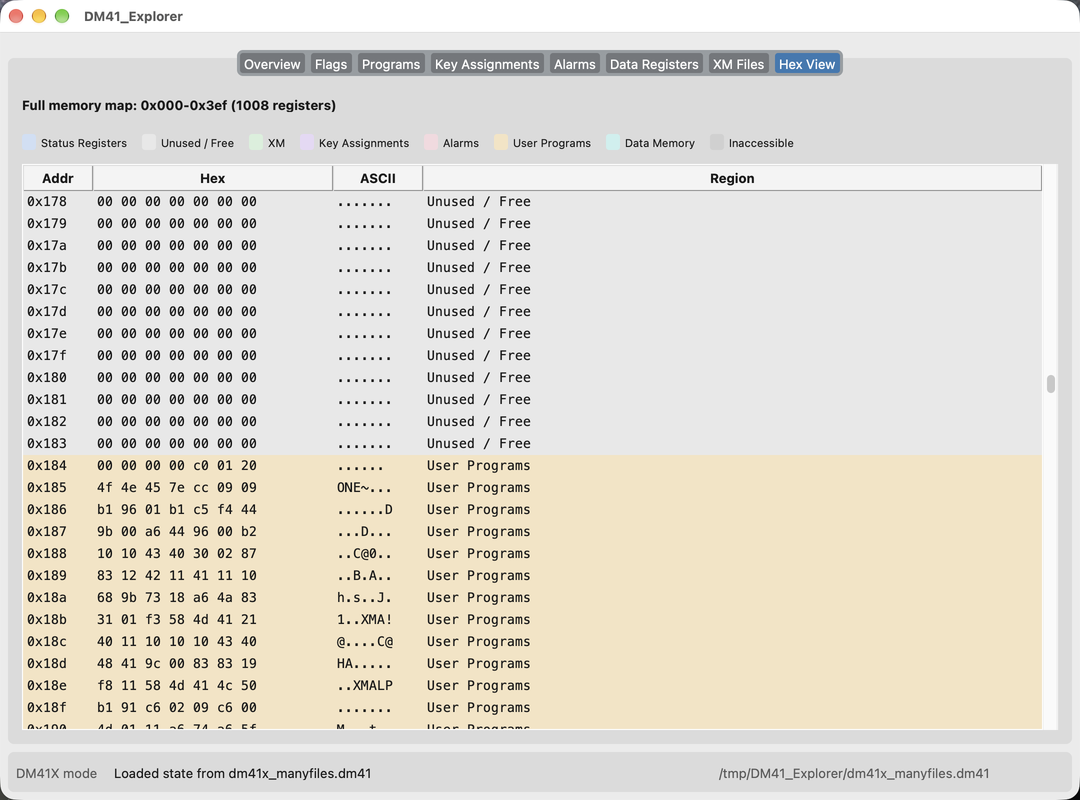 DM41_Explorer
Overview Flags Programs Key Assignments Alarms Data Registers XM Files Hex View
Full memory map: 0x000-0x3ef (1008 registers)
Status Registers Unused / Free XM Key Assignments Alarms User Programs Data Memory Inaccessible
Addr Hex ASCII Region
0x178 00 00 00 00 00 00 00 ....... Unused / Free
0x179 00 00 00 00 00 00 00 ....... Unused / Free
0x17a 00 00 00 00 00 00 00 ....... Unused / Free
0x17b 00 00 00 00 00 00 00 ....... Unused / Free
0x17c 00 00 00 00 00 00 00 ....... Unused / Free
0x17d 00 00 00 00 00 00 00 ....... Unused / Free
0x17e 00 00 00 00 00 00 00 ....... Unused / Free
0x17f 00 00 00 00 00 00 00 ....... Unused / Free
0x180 00 00 00 00 00 00 00 ....... Unused / Free
0x181 00 00 00 00 00 00 00 ....... Unused / Free
0x182 00 00 00 00 00 00 00 ....... Unused / Free
0x183 00 00 00 00 00 00 00 ....... Unused / Free
0x184 00 00 00 00 c0 01 20 ...... User Programs
0x185 4f 4e 45 7e cc 09 09 ONE~... User Programs
0x186 b1 96 01 b1 c5 f4 44 ......D User Programs
0x187 9b 00 a6 44 96 00 b2 ...D... User Programs
0x188 10 10 43 40 30 02 87 ..C@0.. User Programs
0x189 83 12 42 11 41 11 10 ..B.A.. User Programs
0x18a 68 9b 73 18 a6 4a 83 h.s..J. User Programs
0x18b 31 01 f3 58 4d 41 21 1..XMA! User Programs
0x18c 40 11 10 10 10 43 40 @....C@ User Programs
0x18d 48 41 9c 00 83 83 19 HA..... User Programs
0x18e f8 11 58 4d 41 4c 50 ..XMALP User Programs
0x18f b1 91 c6 02 09 c6 00 ....... User Programs
0x190 4d 01 11 a6 74 a6 5f M...t._ User Programs
DM41X mode Loaded state from dm41x_manyfiles.dm41 /tmp/DM41_Explorer/dm41x_manyfiles.dm41